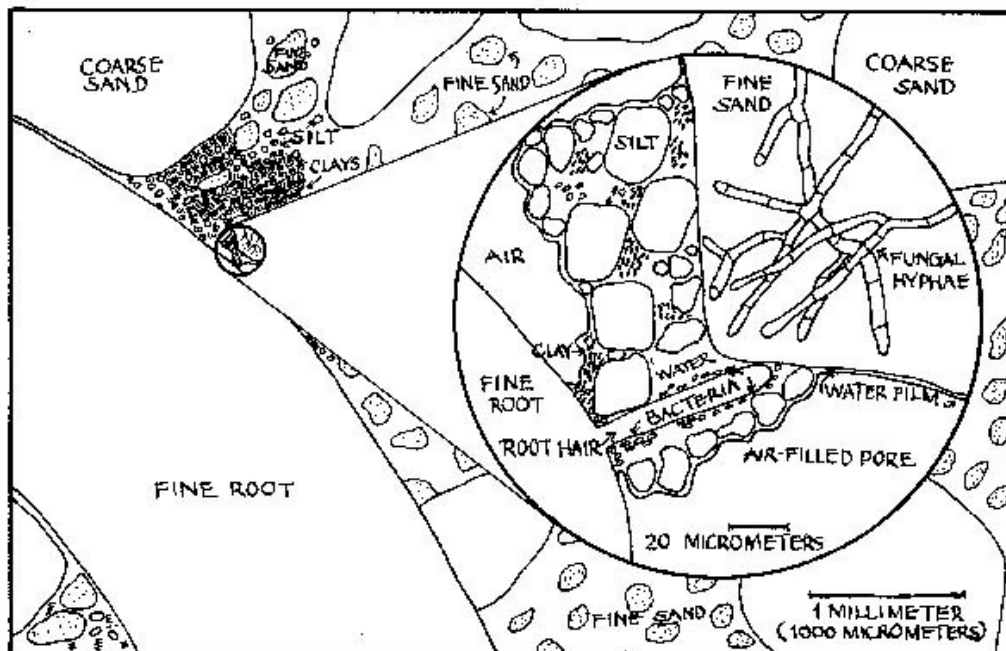 COARSE
SAND
FINE
SAND
FINE SAND
SILT
CLAYS
FINE ROOT
FINE SAND
COARSE
SAND
FINE
SAND
SILT
AIR
FUNGAL
HYPHAE
CLAY
WATER
FINE
ROOT
BACTERIA
WATER FILM
ROOT HAIR
AIR-FILLED PORE
20 MICROMETERS
1 MILLIMETER
(1000 MICROMETERS)